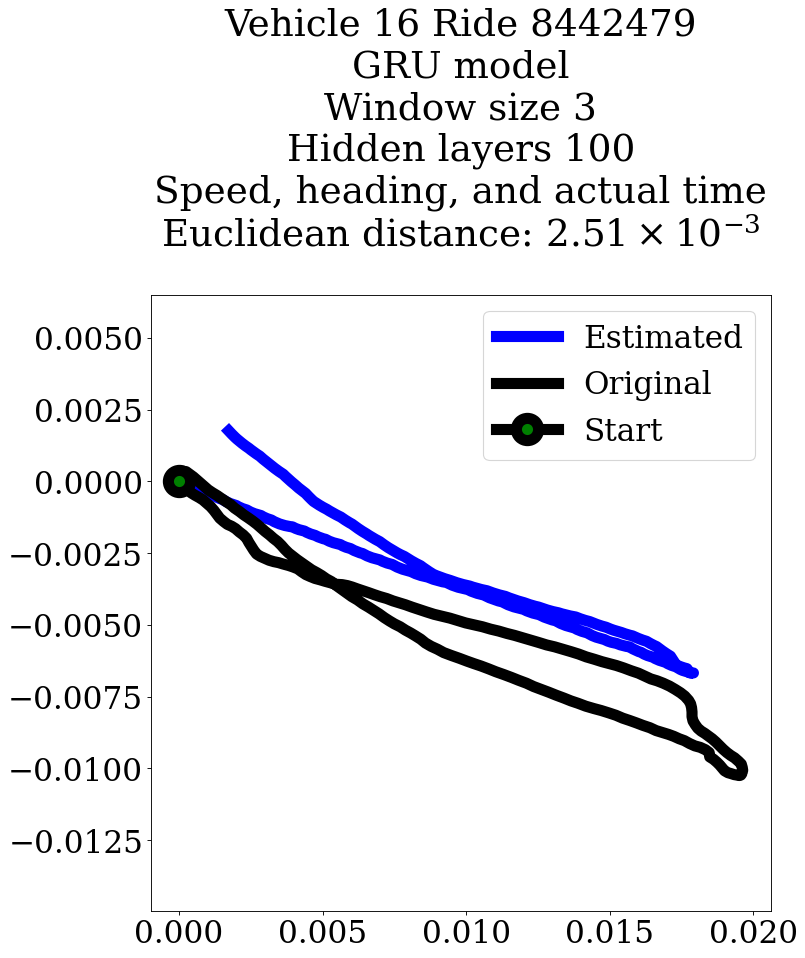 Vehicle 16 Ride 8442479
GRU model
Window size 3
Hidden layers 100
Speed, heading, and actual time
Euclidean distance: 2.51 × 10⁻³
Estimated
Original
Start
0.0050
0.0025
0.0000
−0.0025
−0.0050
−0.0075
−0.0100
−0.0125
0.000 0.005 0.010 0.015 0.020